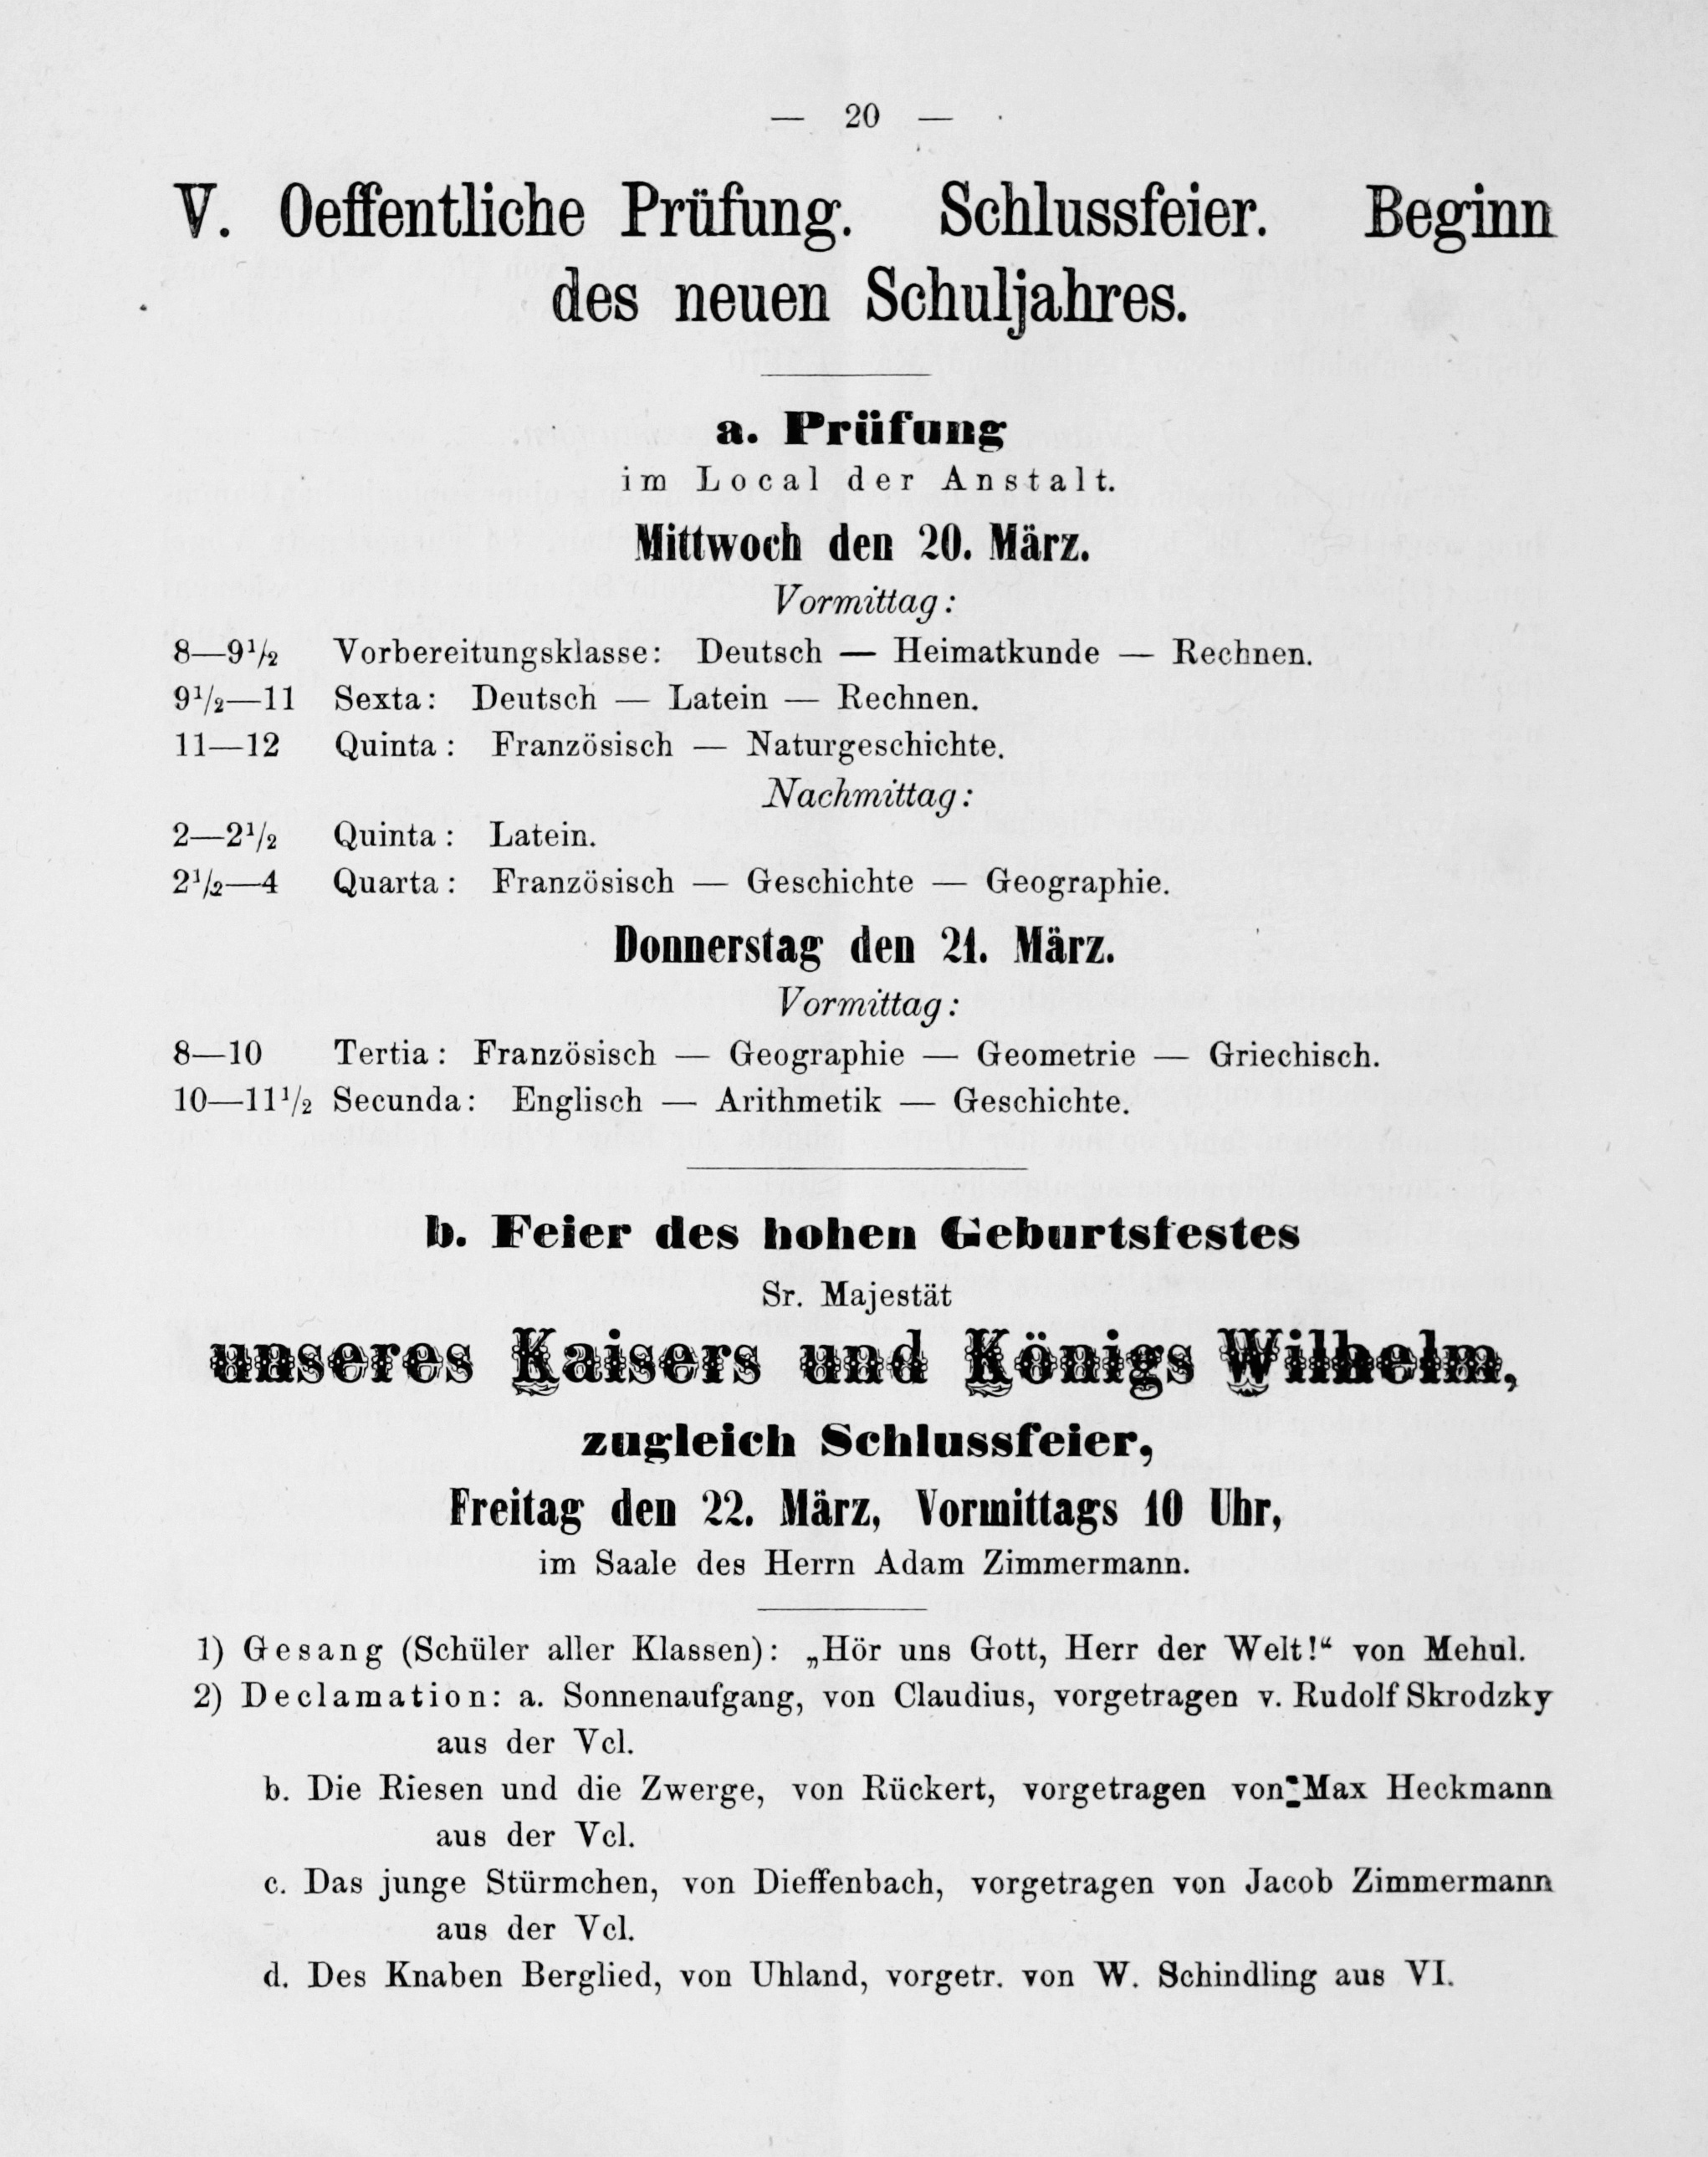 — 20 —
V. Oeffentliche Prüfung. Schlussfeier. Beginn
des neuen Schuljahres.
a. Prüfung
im Local der Anstalt.
Mittwoch den 20. März.
Vormittag:
8—9½ Vorbereitungsklasse: Deutsch — Heimatkunde — Rechnen.
9½—11 Sexta: Deutsch — Latein — Rechnen.
11—12 Quinta: Französisch — Naturgeschichte.
Nachmittag:
2—2½ Quinta: Latein.
2½—4 Quarta: Französisch — Geschichte — Geographie.
Donnerstag den 21. März.
Vormittag:
8—10 Tertia: Französisch — Geographie — Geometrie — Griechisch.
10—11½ Secunda: Englisch — Arithmetik — Geschichte.
b. Feier des hohen Geburtsfestes
Sr. Majestät
unseres Kaisers und Königs Wilhelm,
zugleich Schlussfeier,
Freitag den 22. März, Vormittags 10 Uhr,
im Saale des Herrn Adam Zimmermann.
1) Gesang (Schüler aller Klassen): „Hör uns Gott, Herr der Welt!“ von Mehul.
2) Declamation: a. Sonnenaufgang, von Claudius, vorgetragen v. Rudolf Skrodzky
aus der Vcl.
b. Die Riesen und die Zwerge, von Rückert, vorgetragen von Max Heckmann
aus der Vcl.
c. Das junge Stürmchen, von Dieffenbach, vorgetragen von Jacob Zimmermann
aus der Vcl.
d. Des Knaben Berglied, von Uhland, vorgetr. von W. Schindling aus VI.